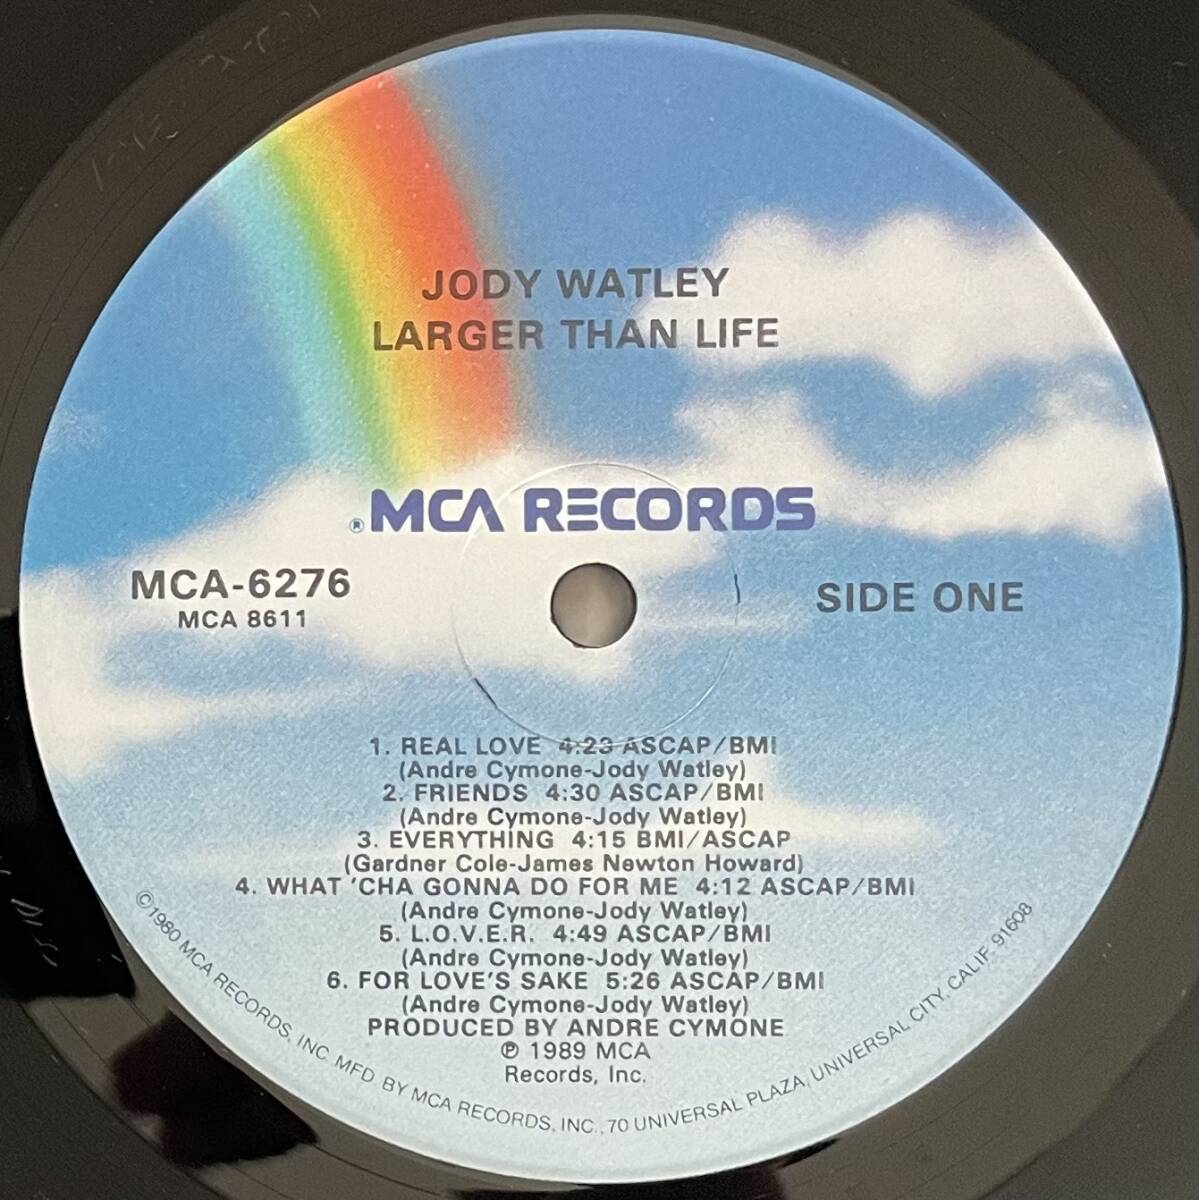 JODY WATLEY
LARGER THAN LIFE
®MCA RECORDS
MCA-6276
MCA 8611
SIDE ONE
1. REAL LOVE 4:23 ASCAP/BMI
(Andre Cymone-Jody Watley)
2. FRIENDS 4:30 ASCAP/BMI
(Andre Cymone-Jody Watley)
3. EVERYTHING 4:15 BMI/ASCAP
(Gardner Cole-James Newton Howard)
4. WHAT 'CHA GONNA DO FOR ME 4:12 ASCAP/BMI
(Andre Cymone-Jody Watley)
5. L.O.V.E.R. 4:49 ASCAP/BMI
(Andre Cymone-Jody Watley)
6. FOR LOVE'S SAKE 5:26 ASCAP/BMI
(Andre Cymone-Jody Watley)
PRODUCED BY ANDRE CYMONE
℗ 1989 MCA
Records, Inc.
©1980 MCA RECORDS, INC. MFD. BY MCA RECORDS, INC., 70 UNIVERSAL PLAZA, UNIVERSAL CITY, CALIF. 91608